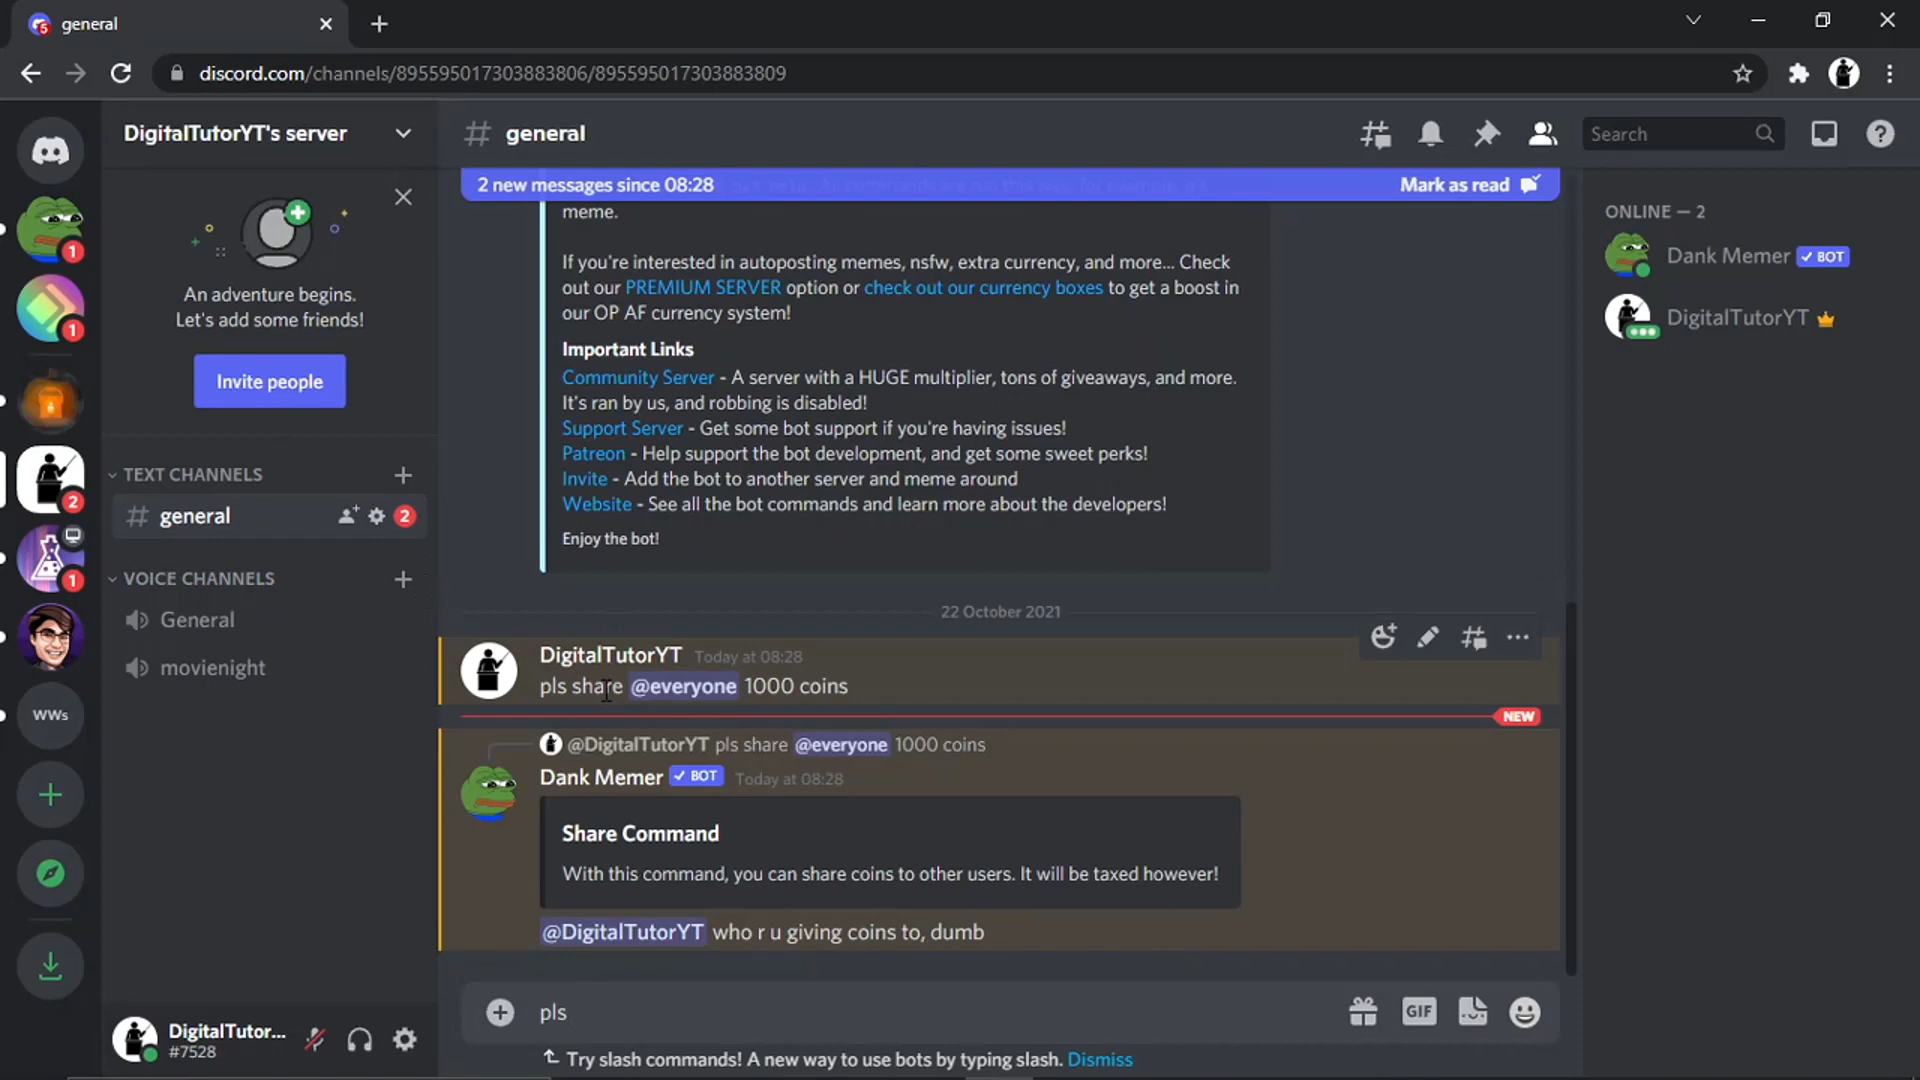 general
discord.com/channels/895595017303883806/895595017303883809
DigitalTutorYT's server
general
Search
2 new messages since 08:28
Mark as read
An adventure begins.
Let's add some friends!
Invite people
TEXT CHANNELS
general
2
VOICE CHANNELS
General
movienight
5
1
1
2
1
WWs
DigitalTutor...
#7528
meme.
If you're interested in autoposting memes, nsfw, extra currency, and more... Check
out our PREMIUM SERVER option or check out our currency boxes to get a boost in
our OP AF currency system!
Important Links
Community Server - A server with a HUGE multiplier, tons of giveaways, and more.
It's ran by us, and robbing is disabled!
Support Server - Get some bot support if you're having issues!
Patreon - Help support the bot development, and get some sweet perks!
Invite - Add the bot to another server and meme around
Website - See all the bot commands and learn more about the developers!
Enjoy the bot!
22 October 2021
DigitalTutorYT Today at 08:28
pls share @everyone 1000 coins
NEW
@DigitalTutorYT pls share @everyone 1000 coins
Dank Memer BOT Today at 08:28
Share Command
With this command, you can share coins to other users. It will be taxed however!
@DigitalTutorYT who r u giving coins to, dumb
pls
GIF
Try slash commands! A new way to use bots by typing slash. Dismiss
ONLINE — 2
Dank Memer BOT
DigitalTutorYT